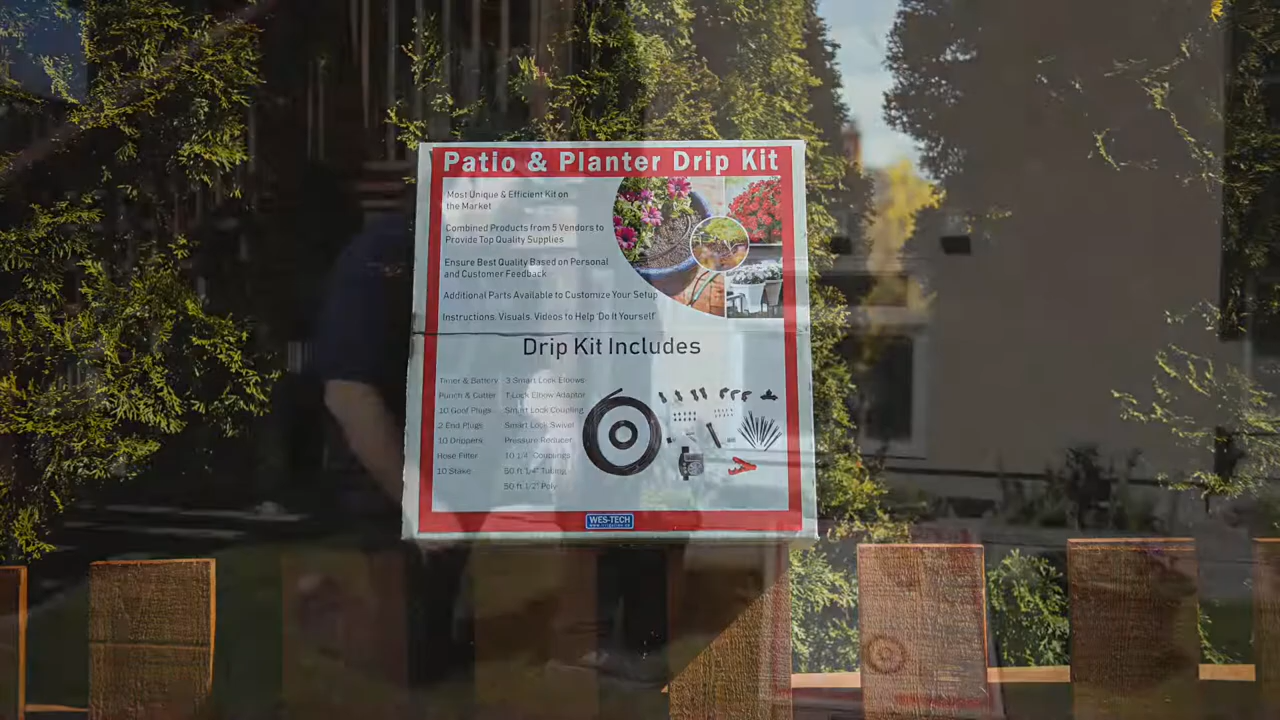 Patio & Planter Drip Kit
Most Unique & Efficient Kit on
the Market
Combined Products from 5 Vendors to
Provide Top Quality Supplies
Ensure Best Quality Based on Personal
and Customer Feedback
Additional Parts Available to Customize Your Setup
Instructions, Visuals, Videos to Help 'Do It Yourself'
Drip Kit Includes
Timer & Battery
Punch & Cutter
10 Goof Plugs
2 End Plugs
10 Drippers
Hose Filter
10 Stake
3 Smart Lock Elbows
T-Lock Elbow Adaptor
Smart Lock Coupling
Smart Lock Swivel
Pressure Reducer
10 1/4" Couplings
50 ft 1/4" Tubing
50 ft 1/2" Poly
WES-TECH